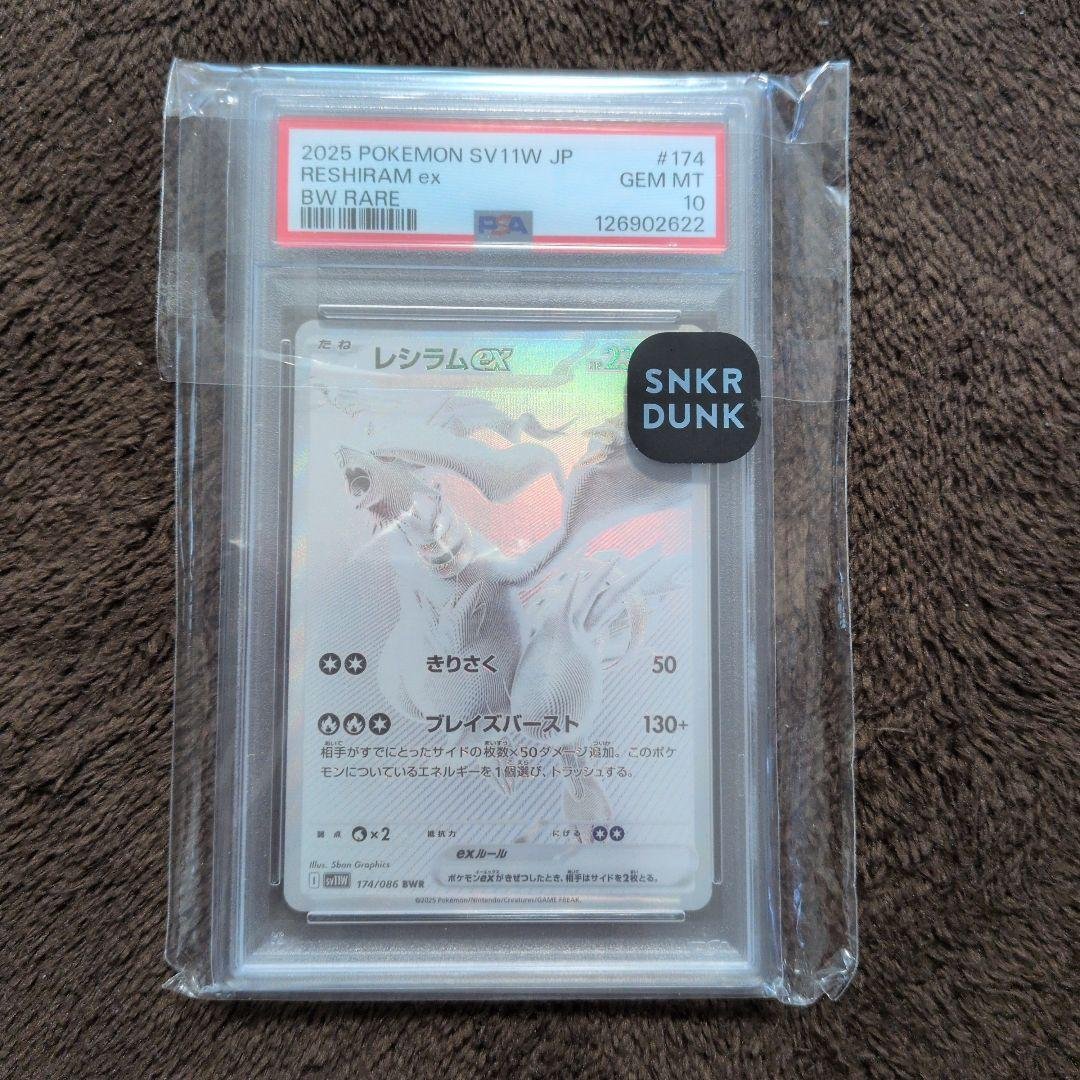 2025 POKEMON SV11W JP #174
RESHIRAM ex GEM MT
BW RARE 10
PSA 126902622
たね レシラムex HP 23
SNKR
DUNK
きりさく 50
ブレイズバースト 130+
相手がすでにとったサイドの枚数×50ダメージ追加。このポケ
モンについているエネルギーを1個選び、トラッシュする。
弱点 ×2 抵抗力 にげる
exルール
Illus. 5ban Graphics
ポケモンexがきぜつしたとき、相手はサイドを2枚とる。
I sv11W 174/086 BWR
©2025 Pokémon/Nintendo/Creatures/GAME FREAK.